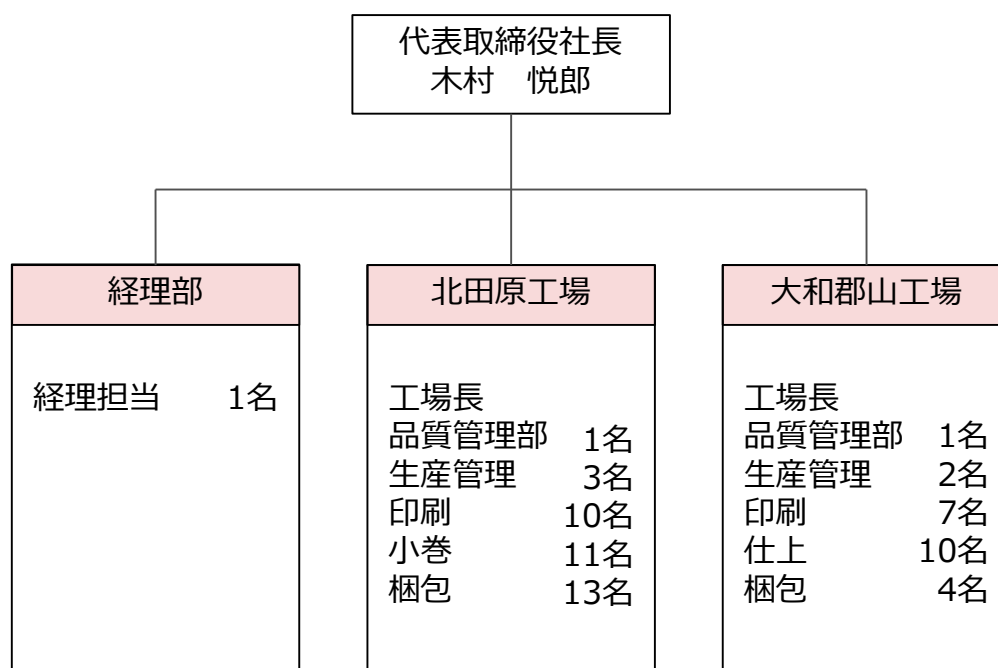 代表取締役社長
木村　悦郎
経理部
経理担当　1名
北田原工場
工場長
品質管理部　1名
生産管理　3名
印刷　10名
小巻　11名
梱包　13名
大和郡山工場
工場長
品質管理部　1名
生産管理　2名
印刷　7名
仕上　10名
梱包　4名